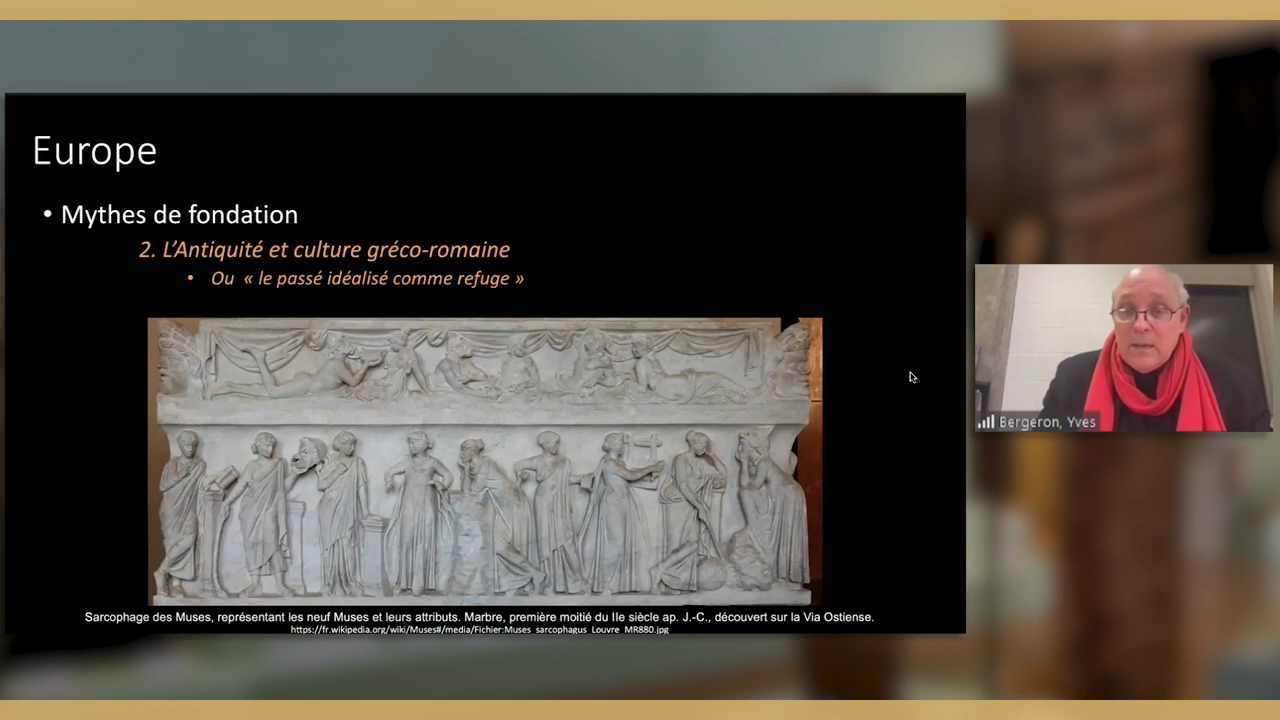 Europe
• Mythes de fondation
2. L'Antiquité et culture gréco-romaine
• Ou « le passé idéalisé comme refuge »
Sarcophage des Muses, représentant les neuf Muses et leurs attributs. Marbre, première moitié du IIe siècle ap. J.-C., découvert sur la Via Ostiense.
https://fr.wikipedia.org/wiki/Muses#/media/Fichier:Muses_sarcophagus_Louvre_MR880.jpg
Bergeron, Yves